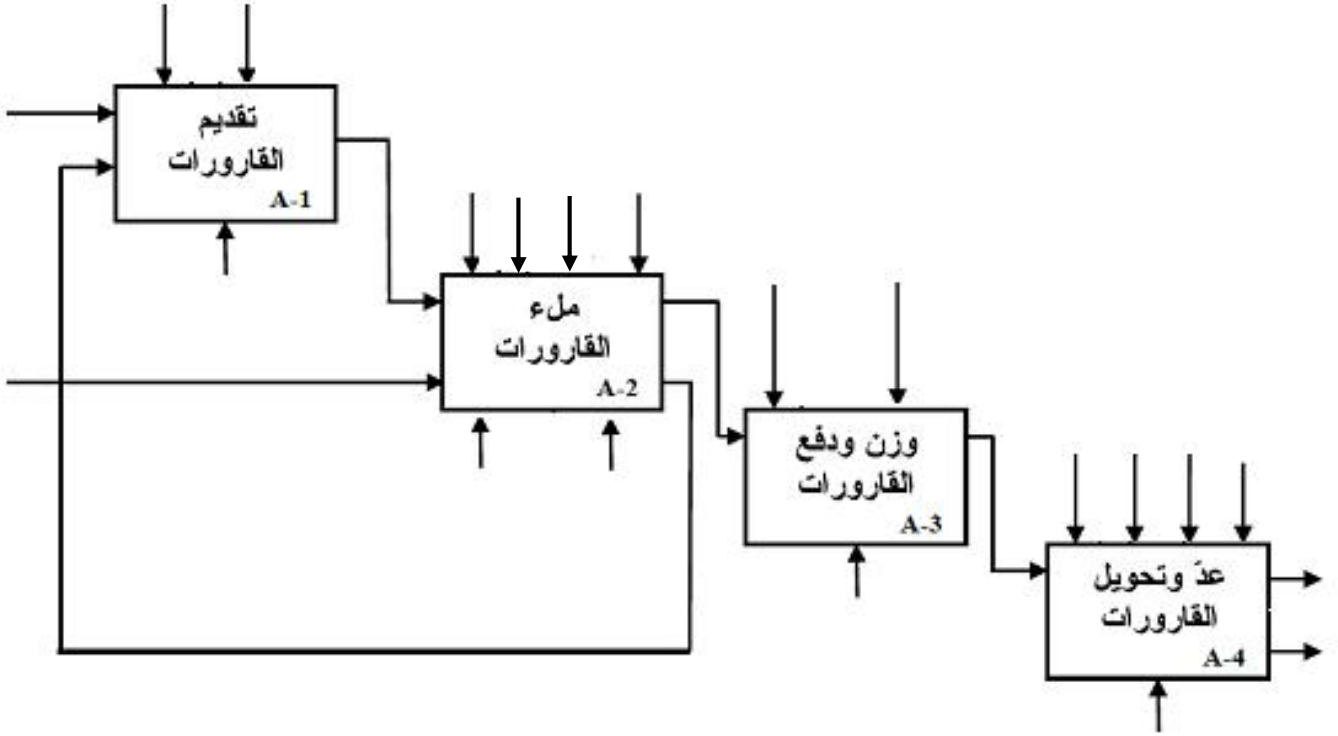 تقديم
القارورات
A-1
ملء
القارورات
A-2
وزن ودفع
القارورات
A-3
عدّ وتحويل
القارورات
A-4